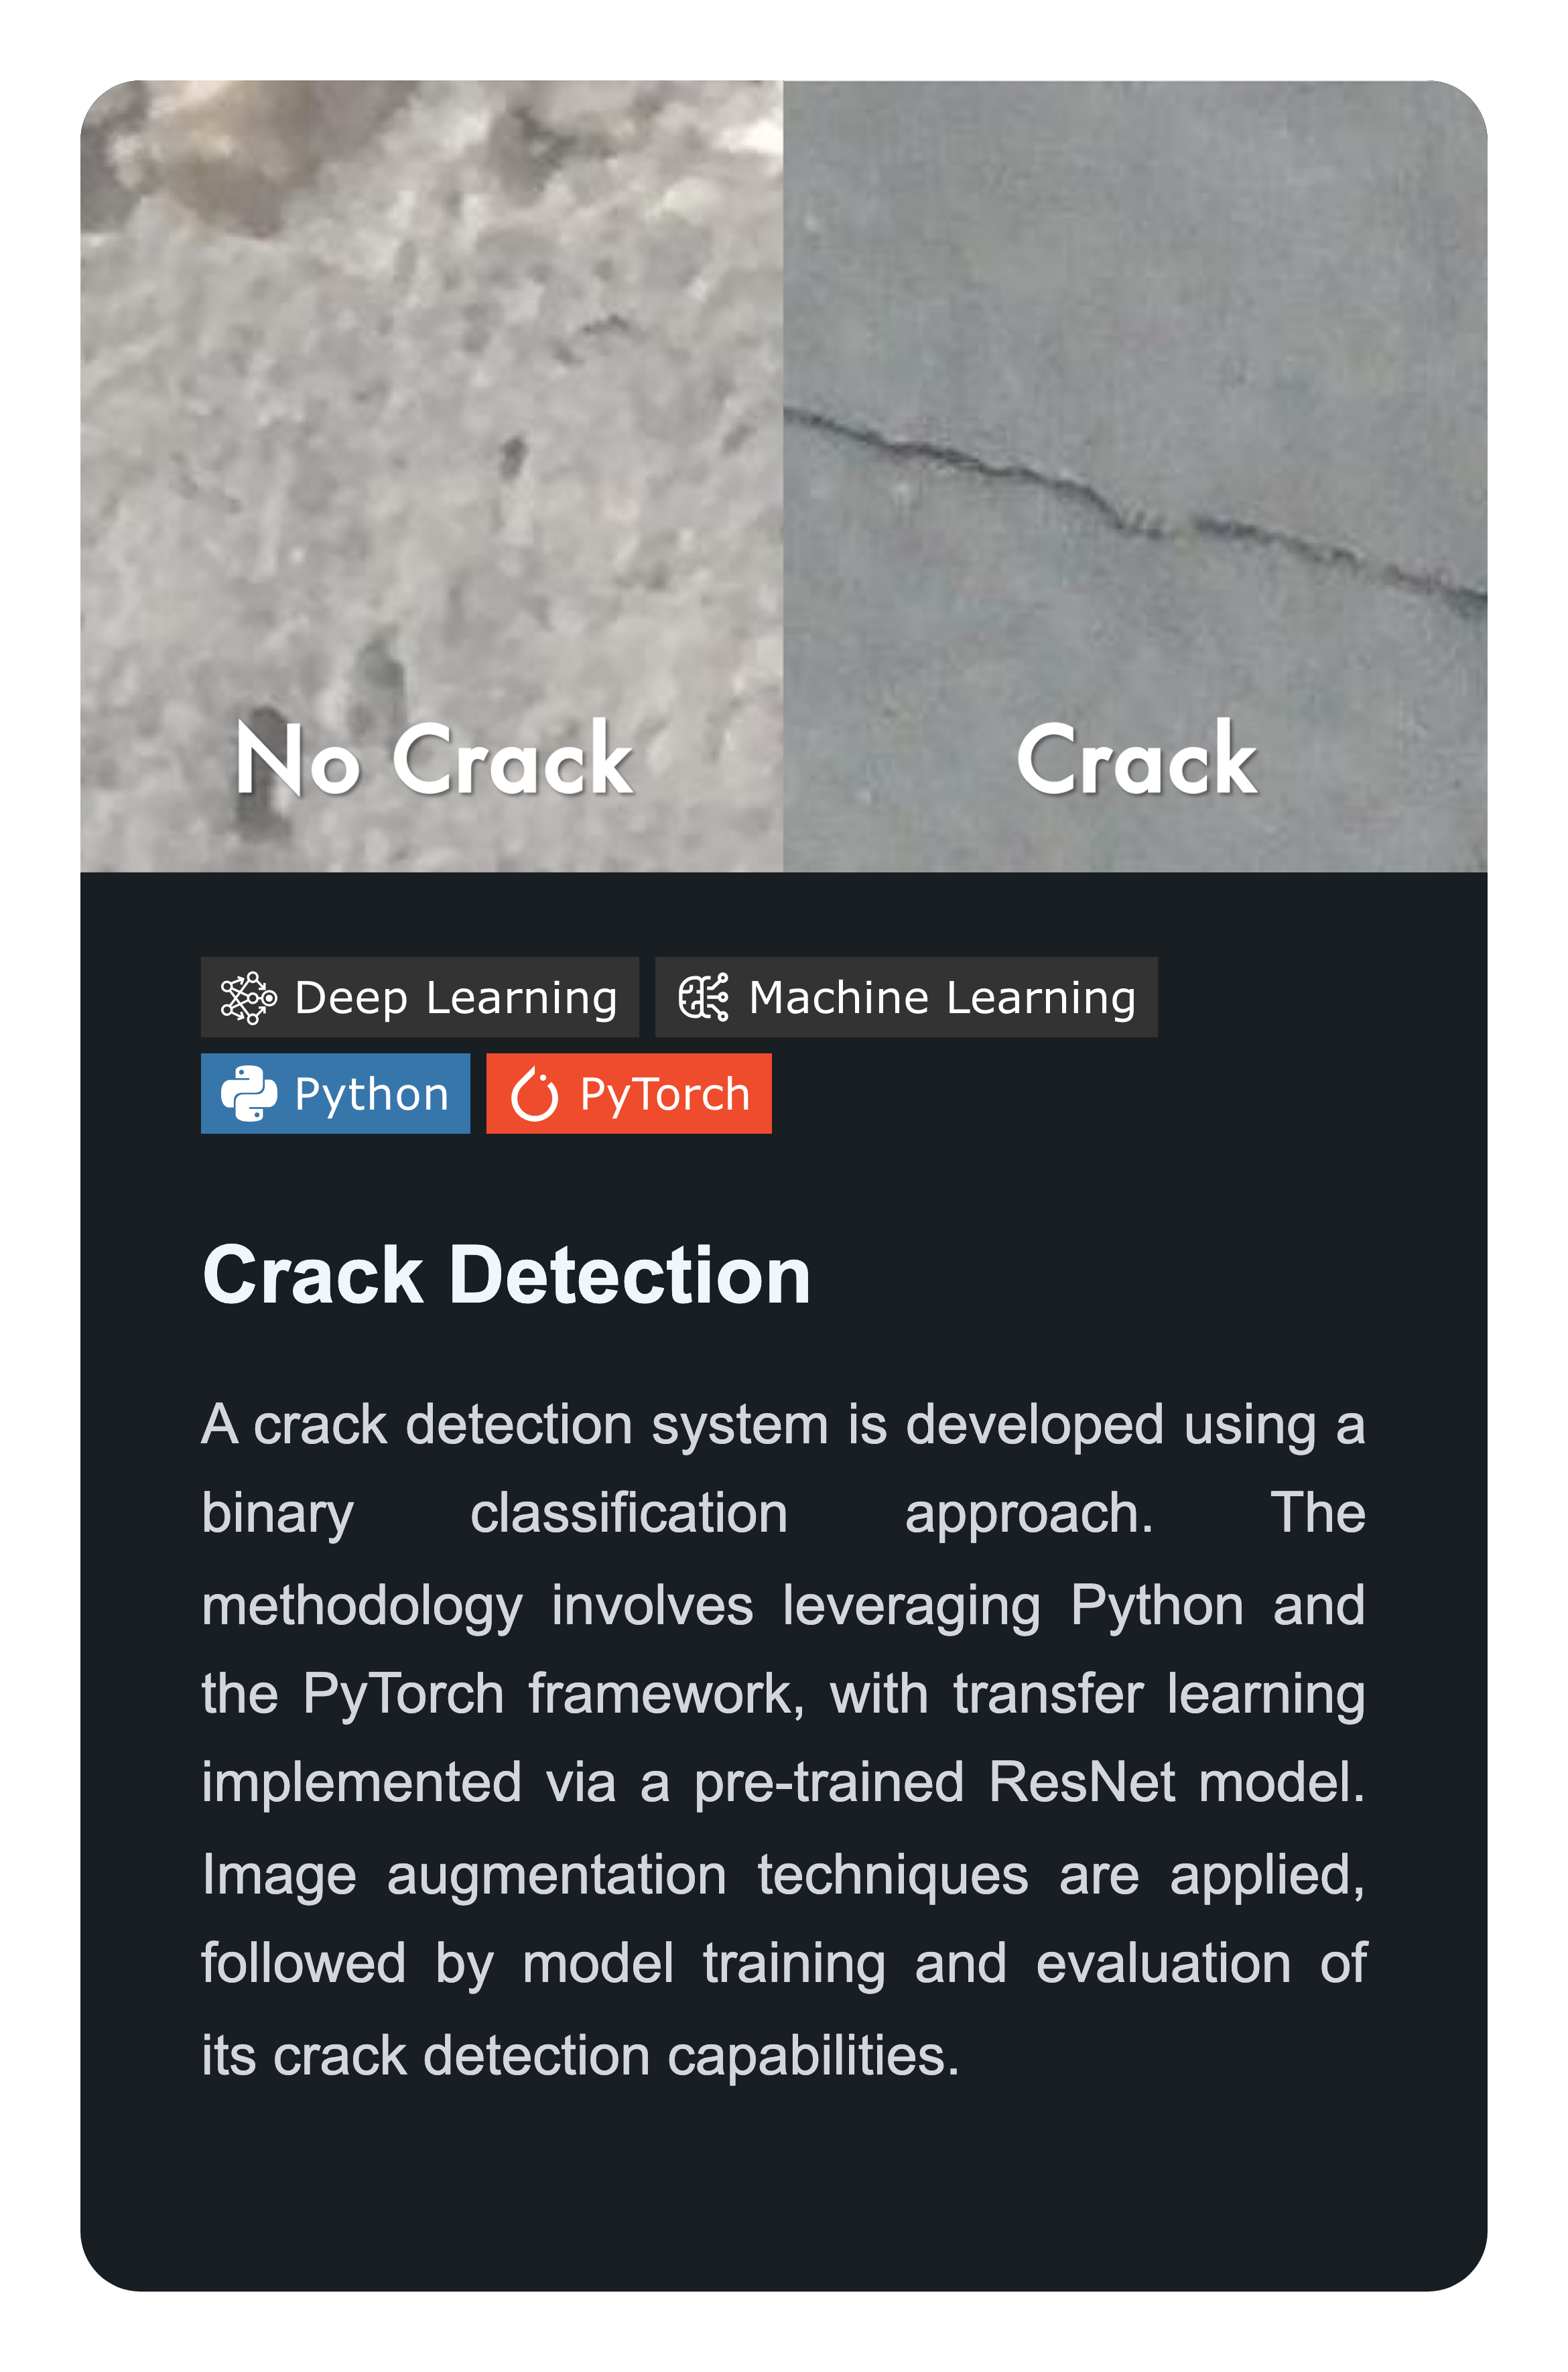 No Crack
Crack
Deep Learning
Machine Learning
Python
PyTorch
Crack Detection
A crack detection system is developed using a
binary classification approach. The
methodology involves leveraging Python and
the PyTorch framework, with transfer learning
implemented via a pre-trained ResNet model.
Image augmentation techniques are applied,
followed by model training and evaluation of
its crack detection capabilities.